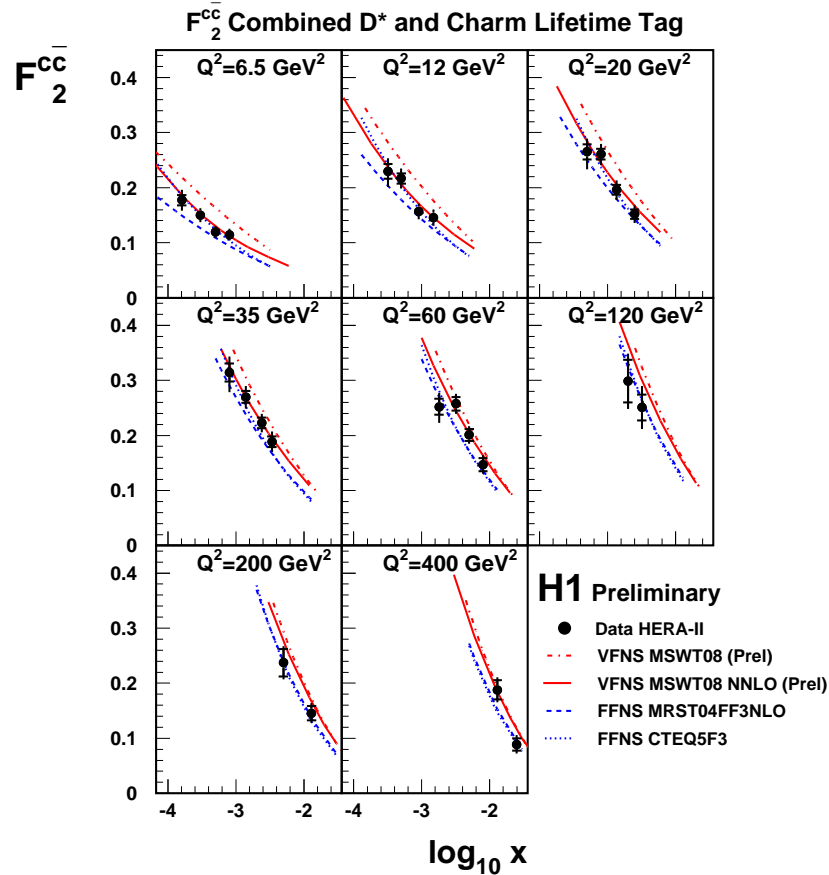 F₂^cc̄ Combined D* and Charm Lifetime Tag
F₂^cc̄
Q²=6.5 GeV²
Q²=12 GeV²
Q²=20 GeV²
0.4
0.3
0.2
0.1
0
Q²=35 GeV²
Q²=60 GeV²
Q²=120 GeV²
0.4
0.3
0.2
0.1
0
Q²=200 GeV²
Q²=400 GeV²
0.4
0.3
0.2
0.1
0
-4 -3 -2
-4 -3 -2
log₁₀ x
H1 Preliminary
Data HERA-II
VFNS MSWT08 (Prel)
VFNS MSWT08 NNLO (Prel)
FFNS MRST04FF3NLO
FFNS CTEQ5F3